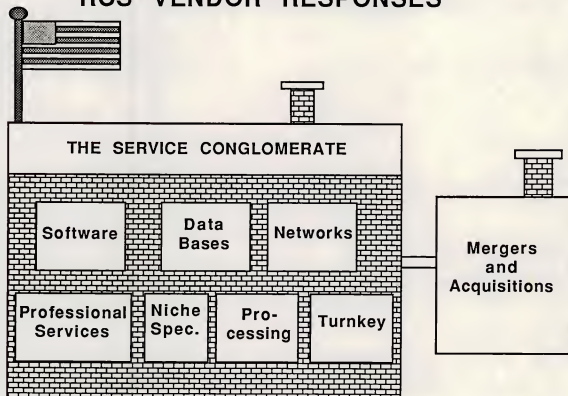 RCS VENDOR RESPONSES
THE SERVICE CONGLOMERATE
Software
Data
Bases
Networks
Professional
Services
Niche
Spec.
Pro-
cessing
Turnkey
Mergers
and
Acquisitions